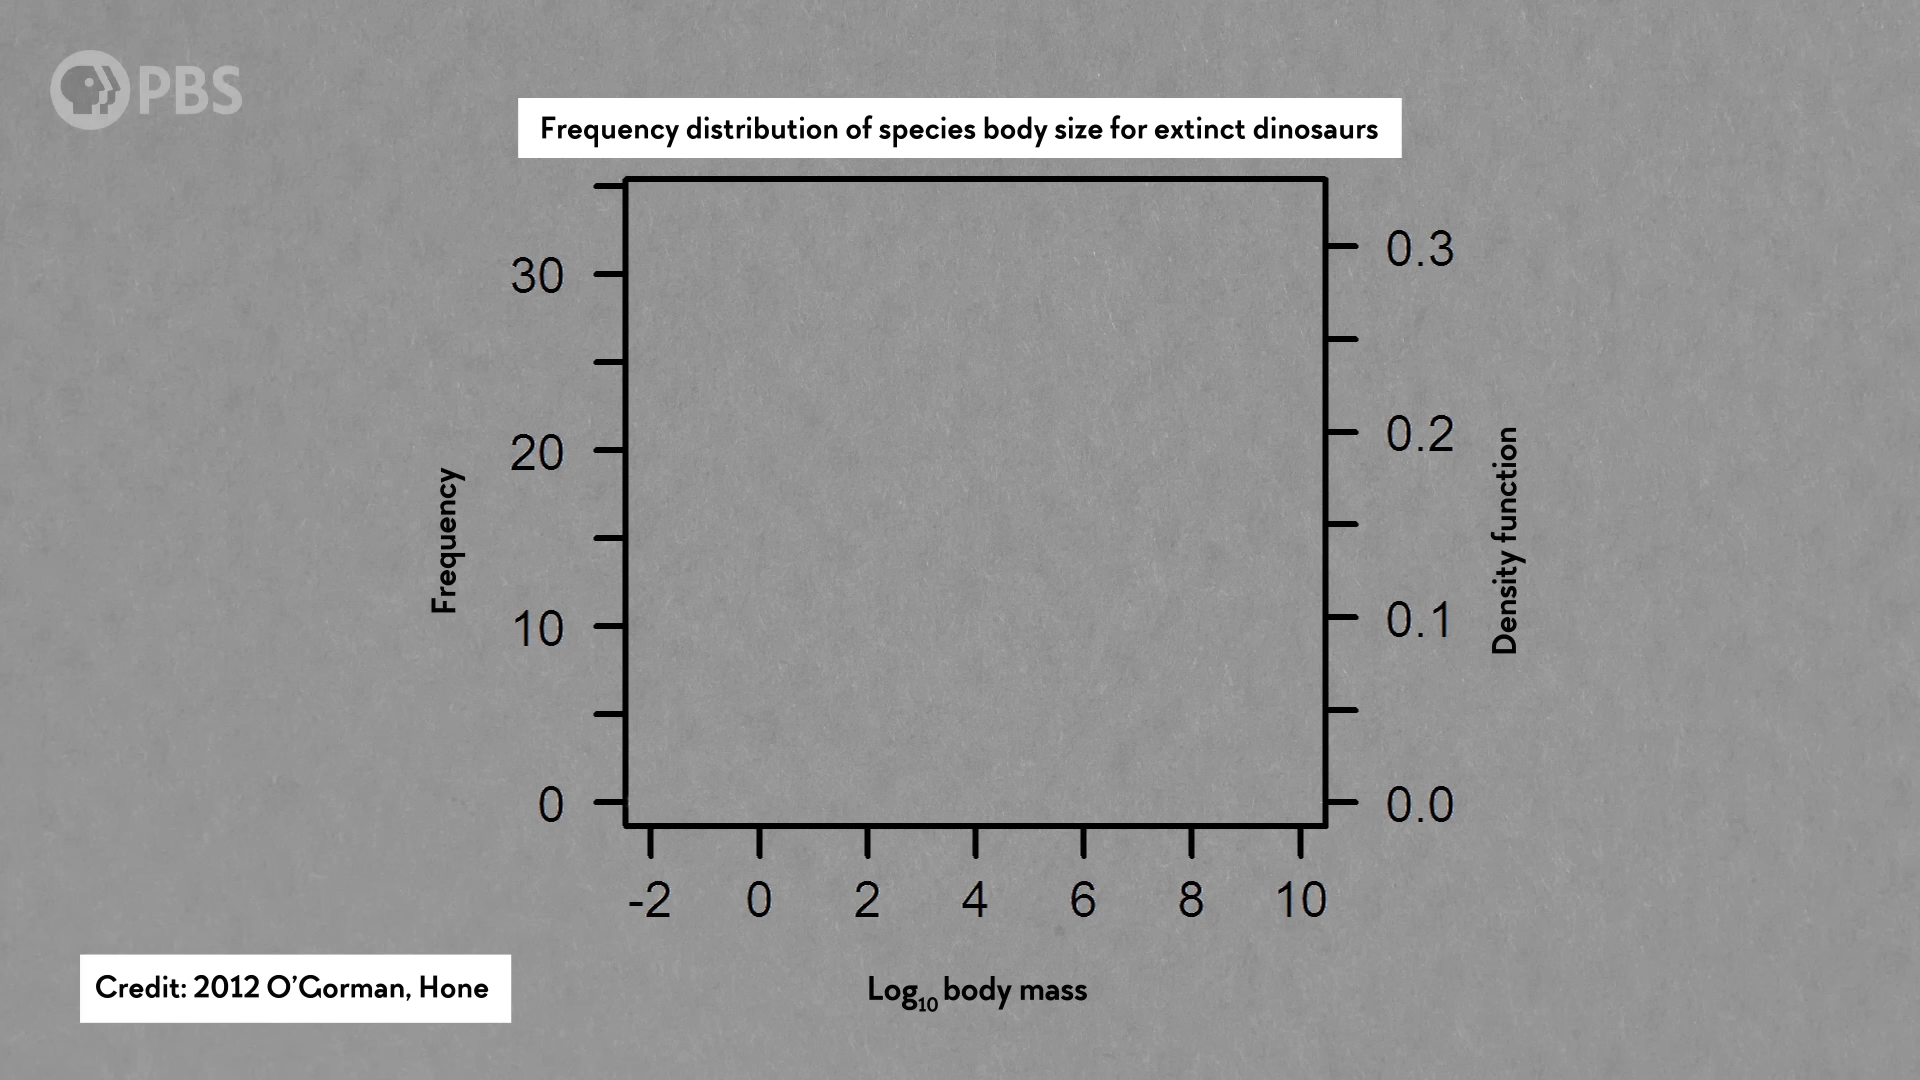 PBS
Frequency distribution of species body size for extinct dinosaurs
30
20
10
0
Frequency
0.3
0.2
0.1
0.0
Density function
-2 0 2 4 6 8 10
Log₁₀ body mass
Credit: 2012 O'Gorman, Hone